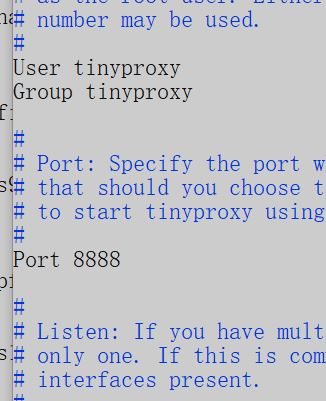 # as the root user. Either
# number may be used.
#
User tinyproxy
Group tinyproxy
#
# Port: Specify the port w
# that should you choose t
# to start tinyproxy using
#
Port 8888
#
# Listen: If you have mult
# only one. If this is com
# interfaces present.
#